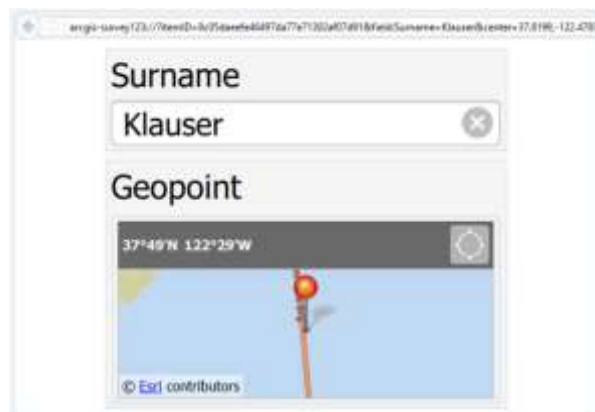 Surname
Klauser
Geopoint
37°49'N 122°29'W
© Esri contributors